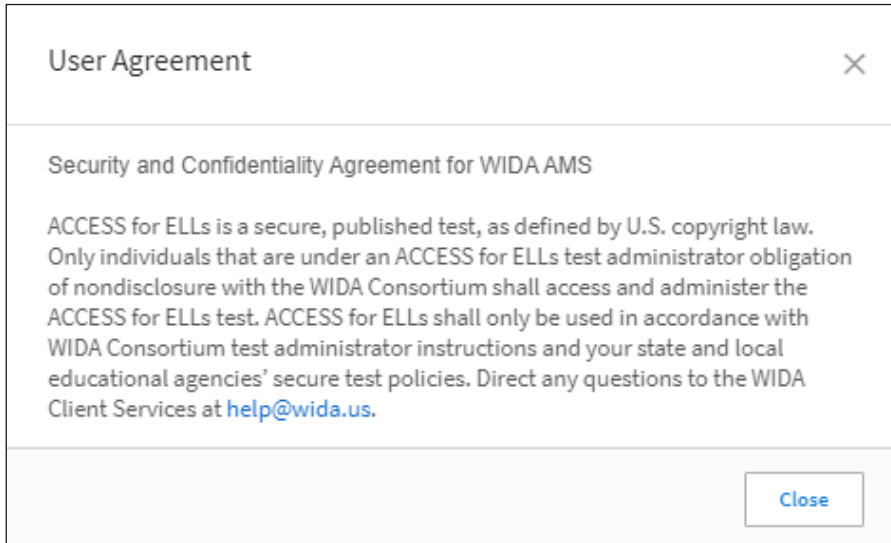 User Agreement
Security and Confidentiality Agreement for WIDA AMS
ACCESS for ELLs is a secure, published test, as defined by U.S. copyright law.
Only individuals that are under an ACCESS for ELLs test administrator obligation
of nondisclosure with the WIDA Consortium shall access and administer the
ACCESS for ELLs test. ACCESS for ELLs shall only be used in accordance with
WIDA Consortium test administrator instructions and your state and local
educational agencies’ secure test policies. Direct any questions to the WIDA
Client Services at help@wida.us.
Close